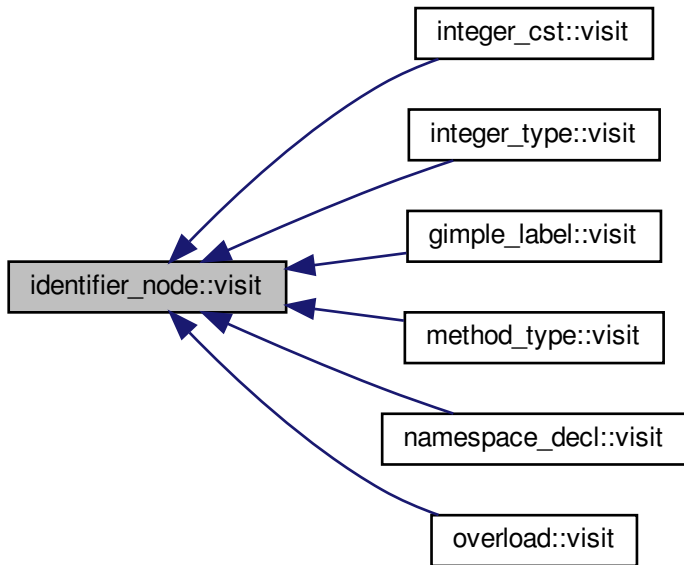 integer_cst::visit
integer_type::visit
gimple_label::visit
identifier_node::visit
method_type::visit
namespace_decl::visit
overload::visit